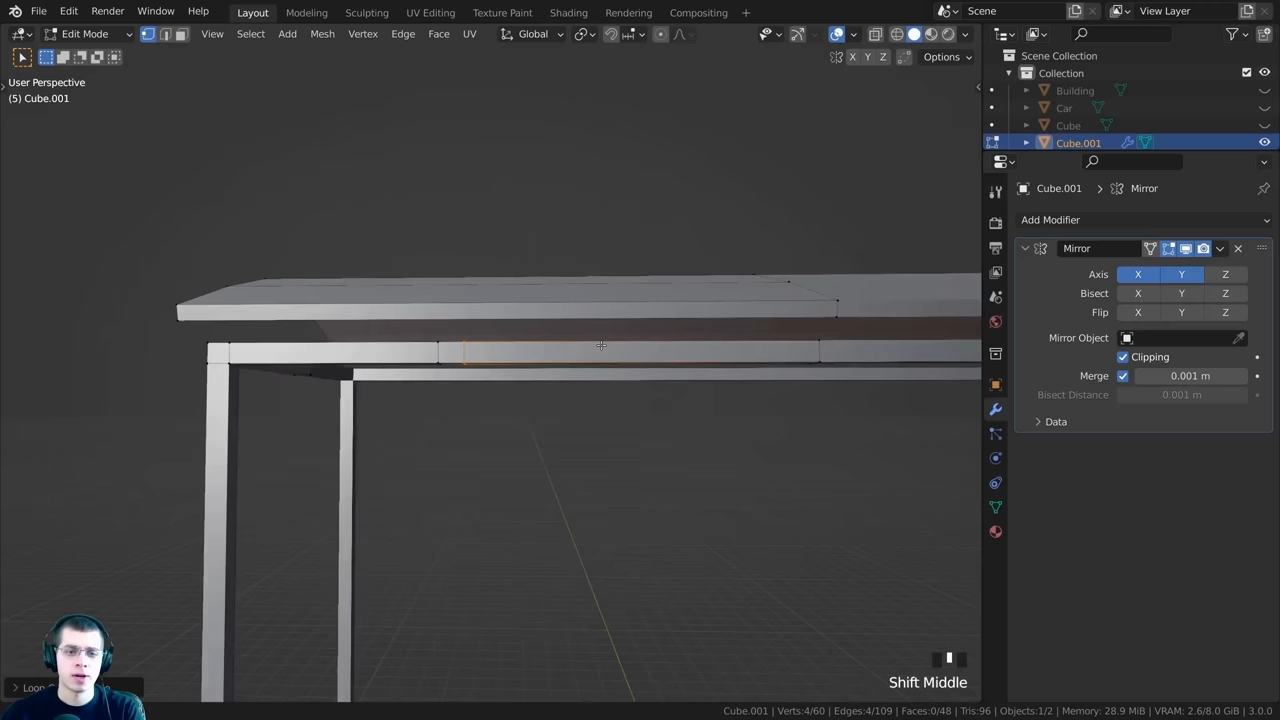 File Edit Render Window Help Layout Modeling Sculpting UV Editing Texture Paint Shading Animation Rendering Compositing + Scene View Layer
Edit Mode View Select Add Mesh Vertex Edge Face UV Global
X Y Z Options
User Perspective
(5) Cube.001
Scene Collection
Collection
Building
Car
Cube
Cube.001
Cube.001 > Mirror
Add Modifier
Mirror
Axis X Y Z
Bisect X Y Z
Flip X Y Z
Mirror Object
Clipping
Merge 0.001 m
Bisect Distance 0.001 m
Data
Shift Middle
Cube.001 | Verts:4/60 | Edges:4/109 | Faces:0/48 | Tris:96 | Objects:1/2 | Memory: 28.9 MiB | VRAM: 2.6/8.0 GiB | 3.0.0